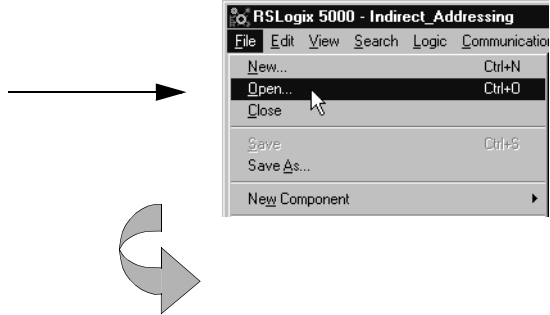 RSLogix 5000 - Indirect_Addressing
File Edit View Search Logic Communication
New... Ctrl+N
Open... Ctrl+O
Close
Save Ctrl+S
Save As...
New Component